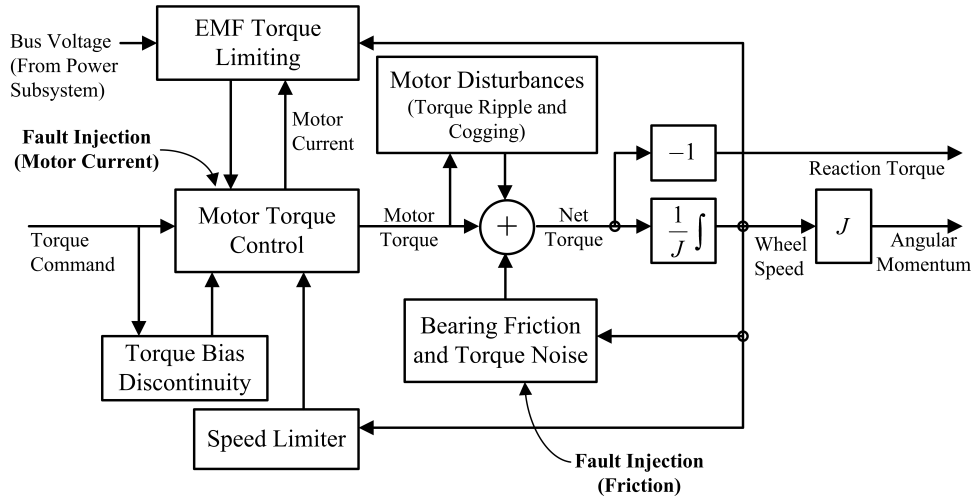 EMF Torque
Limiting
Bus Voltage
(From Power
Subsystem)
Motor Disturbances
(Torque Ripple and
Cogging)
Motor
Current
Fault Injection
(Motor Current)
−1
Reaction Torque
Motor Torque
Control
Motor
Torque
+
Net
Torque
1
J
∫
Wheel
Speed
J
Angular
Momentum
Torque
Command
Bearing Friction
and Torque Noise
Torque Bias
Discontinuity
Speed Limiter
Fault Injection
(Friction)